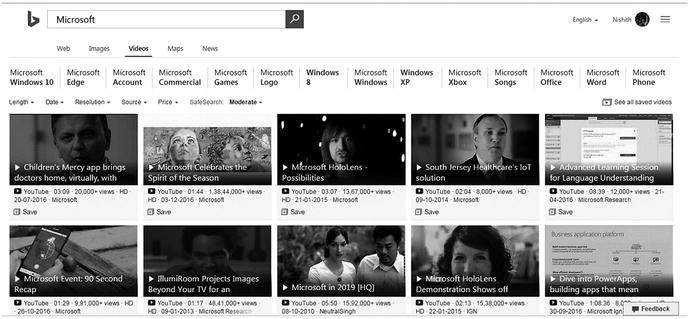 Microsoft
English
Nishith
Web Images Videos Maps News
Microsoft Windows 10
Microsoft Edge
Microsoft Account
Microsoft Commercial
Microsoft Games
Microsoft Logo
Windows 8
Microsoft Windows
Windows XP
Microsoft Xbox
Microsoft Songs
Microsoft Office
Microsoft Word
Microsoft Phone
Length Date Resolution Source Price SafeSearch: Moderate See all saved videos
Children's Mercy app brings
doctors home, virtually, with
YouTube · 03:09 · 20,000+ views · HD ·
20-07-2016 · Microsoft
Save
Microsoft Celebrates the
Spirit of the Season
YouTube · 01:44 · 1,38,44,000+ views ·
HD · 03-12-2016 · Microsoft
Save
Microsoft HoloLens -
Possibilities
YouTube · 03:07 · 13,67,000+ views ·
HD · 21-01-2015 · Microsoft
Save
South Jersey Healthcare's IoT
solution
YouTube · 02:04 · 8,000+ views · HD ·
09-10-2014 · Microsoft
Save
Advanced Learning Session
for Language Understanding
YouTube · 08:39 · 12,000+ views · 21-
04-2016 · Microsoft Research
Save
Microsoft Event: 90 Second
Recap
YouTube · 01:29 · 9,91,000+ views · HD
· 26-10-2016 · Microsoft
IllumiRoom Projects Images
Beyond Your TV for an
YouTube · 01:17 · 48,41,000+ views ·
HD · 09-01-2013 · Microsoft Research
Microsoft in 2019 [HQ]
YouTube · 05:50 · 15,92,000+ views ·
08-10-2010 · NeutralSingh
Microsoft HoloLens
Demonstration Shows off
YouTube · 02:13 · 15,38,000+ views ·
HD · 22-01-2015 · IGN
Business application platform
Dive into PowerApps,
building apps that mean
YouTube · 1:08:36 · 8,0
30-09-2016 · Microsoft Ign
Feedback